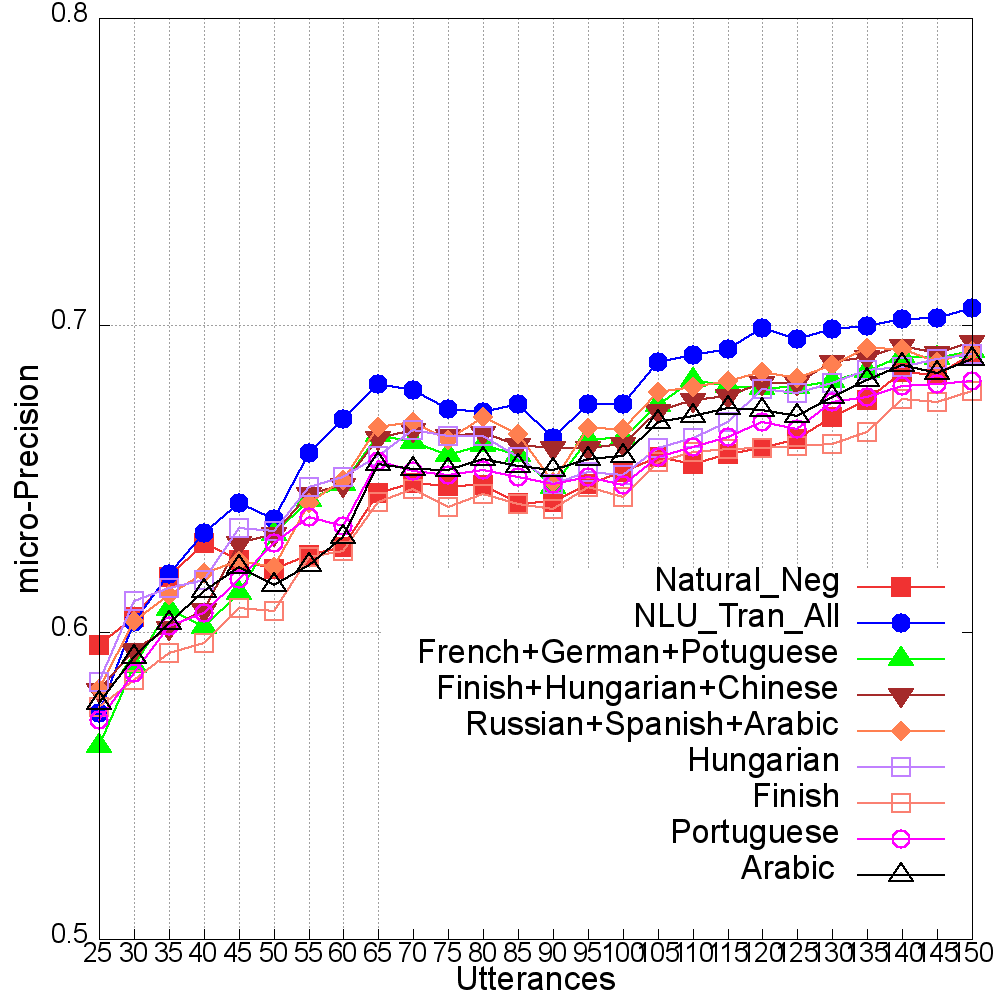 0.8
0.7
0.6
0.5
micro-Precision
Natural_Neg
NLU_Tran_All
French+German+Potuguese
Finish+Hungarian+Chinese
Russian+Spanish+Arabic
Hungarian
Finish
Portuguese
Arabic
25 30 35 40 45 50 55 60 65 70 75 80 85 90 95 100 105 110 115 120 125 130 135 140 145 150
Utterances